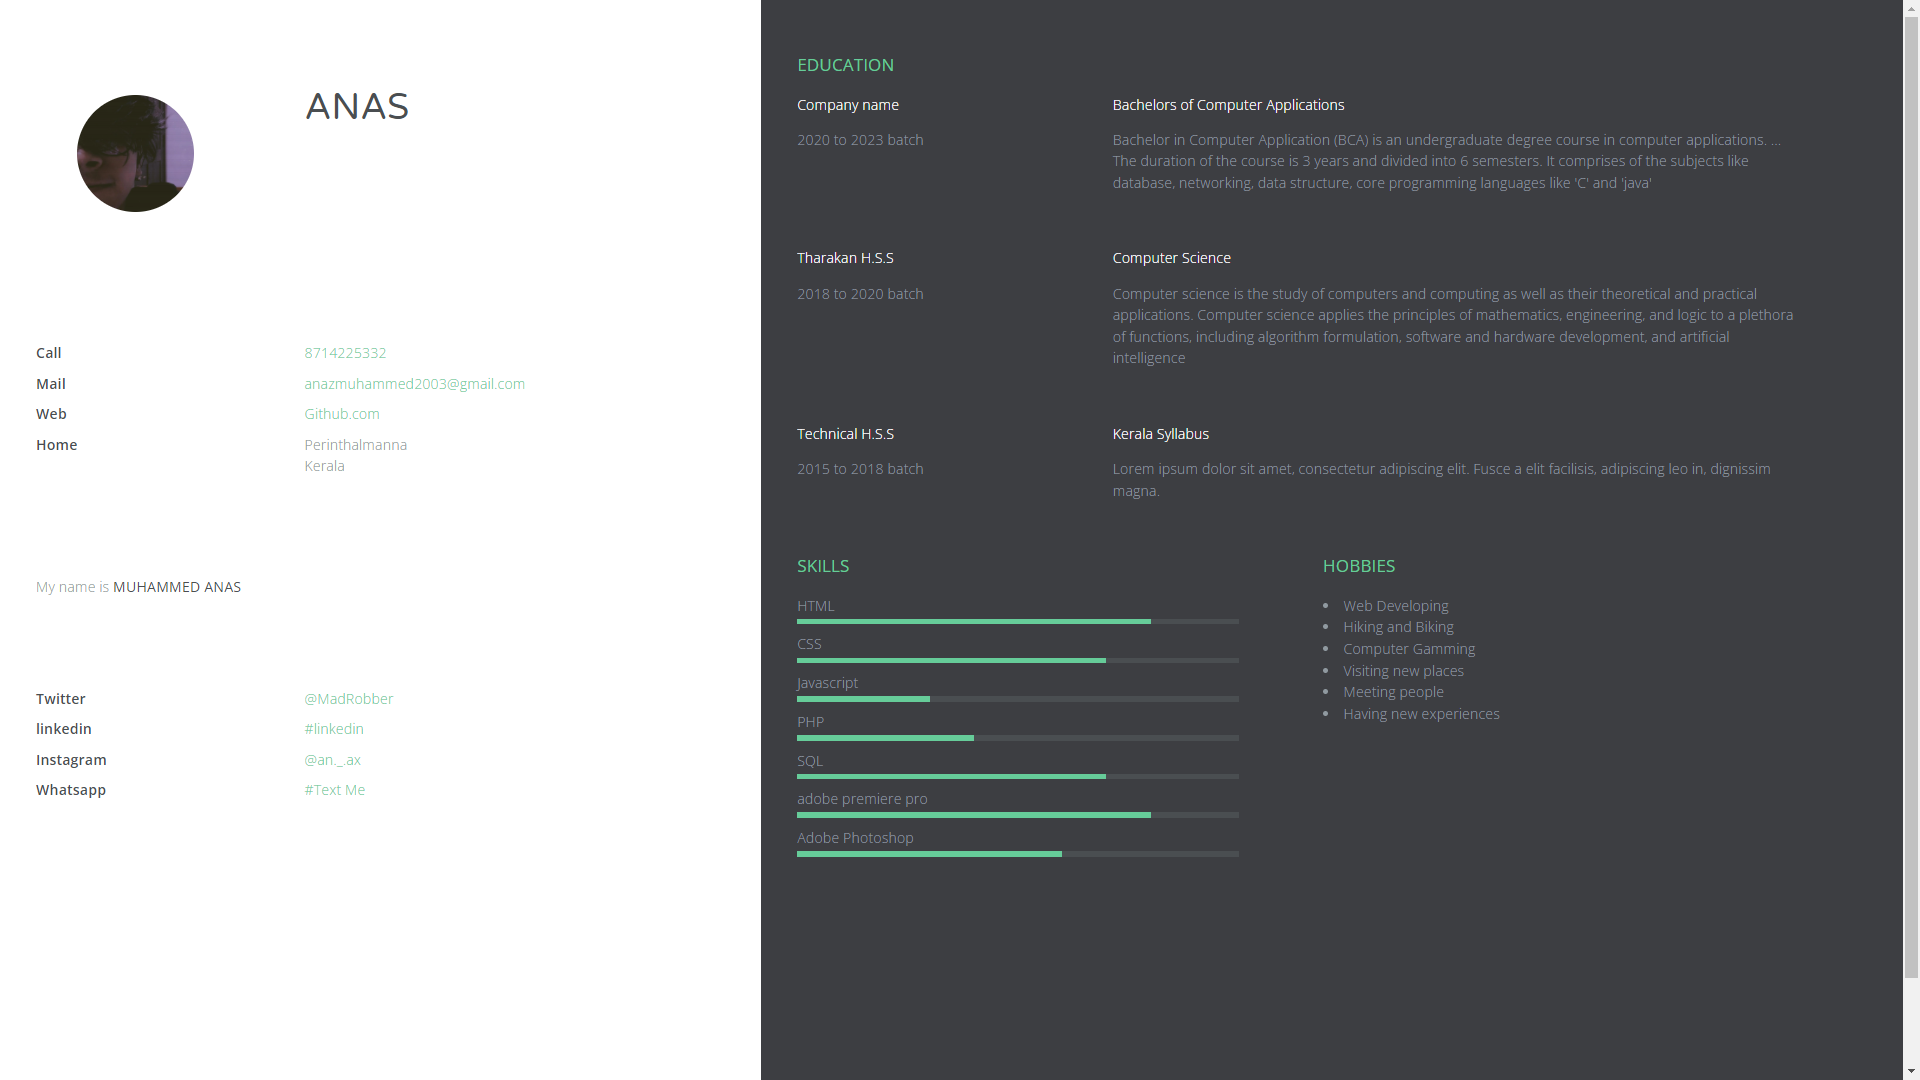 ANAS
Call
8714225332
Mail
anazmuhammed2003@gmail.com
Web
Github.com
Home
Perinthalmanna
Kerala
My name is MUHAMMED ANAS
Twitter
@MadRobber
linkedin
#linkedin
Instagram
@an._.ax
Whatsapp
#Text Me
EDUCATION
Company name
2020 to 2023 batch
Bachelors of Computer Applications
Bachelor in Computer Application (BCA) is an undergraduate degree course in computer applications. ...
The duration of the course is 3 years and divided into 6 semesters. It comprises of the subjects like
database, networking, data structure, core programming languages like 'C' and 'java'
Tharakan H.S.S
2018 to 2020 batch
Computer Science
Computer science is the study of computers and computing as well as their theoretical and practical
applications. Computer science applies the principles of mathematics, engineering, and logic to a plethora
of functions, including algorithm formulation, software and hardware development, and artificial
intelligence
Technical H.S.S
2015 to 2018 batch
Kerala Syllabus
Lorem ipsum dolor sit amet, consectetur adipiscing elit. Fusce a elit facilisis, adipiscing leo in, dignissim
magna.
SKILLS
HTML
CSS
Javascript
PHP
SQL
adobe premiere pro
Adobe Photoshop
HOBBIES
• Web Developing
• Hiking and Biking
• Computer Gamming
• Visiting new places
• Meeting people
• Having new experiences